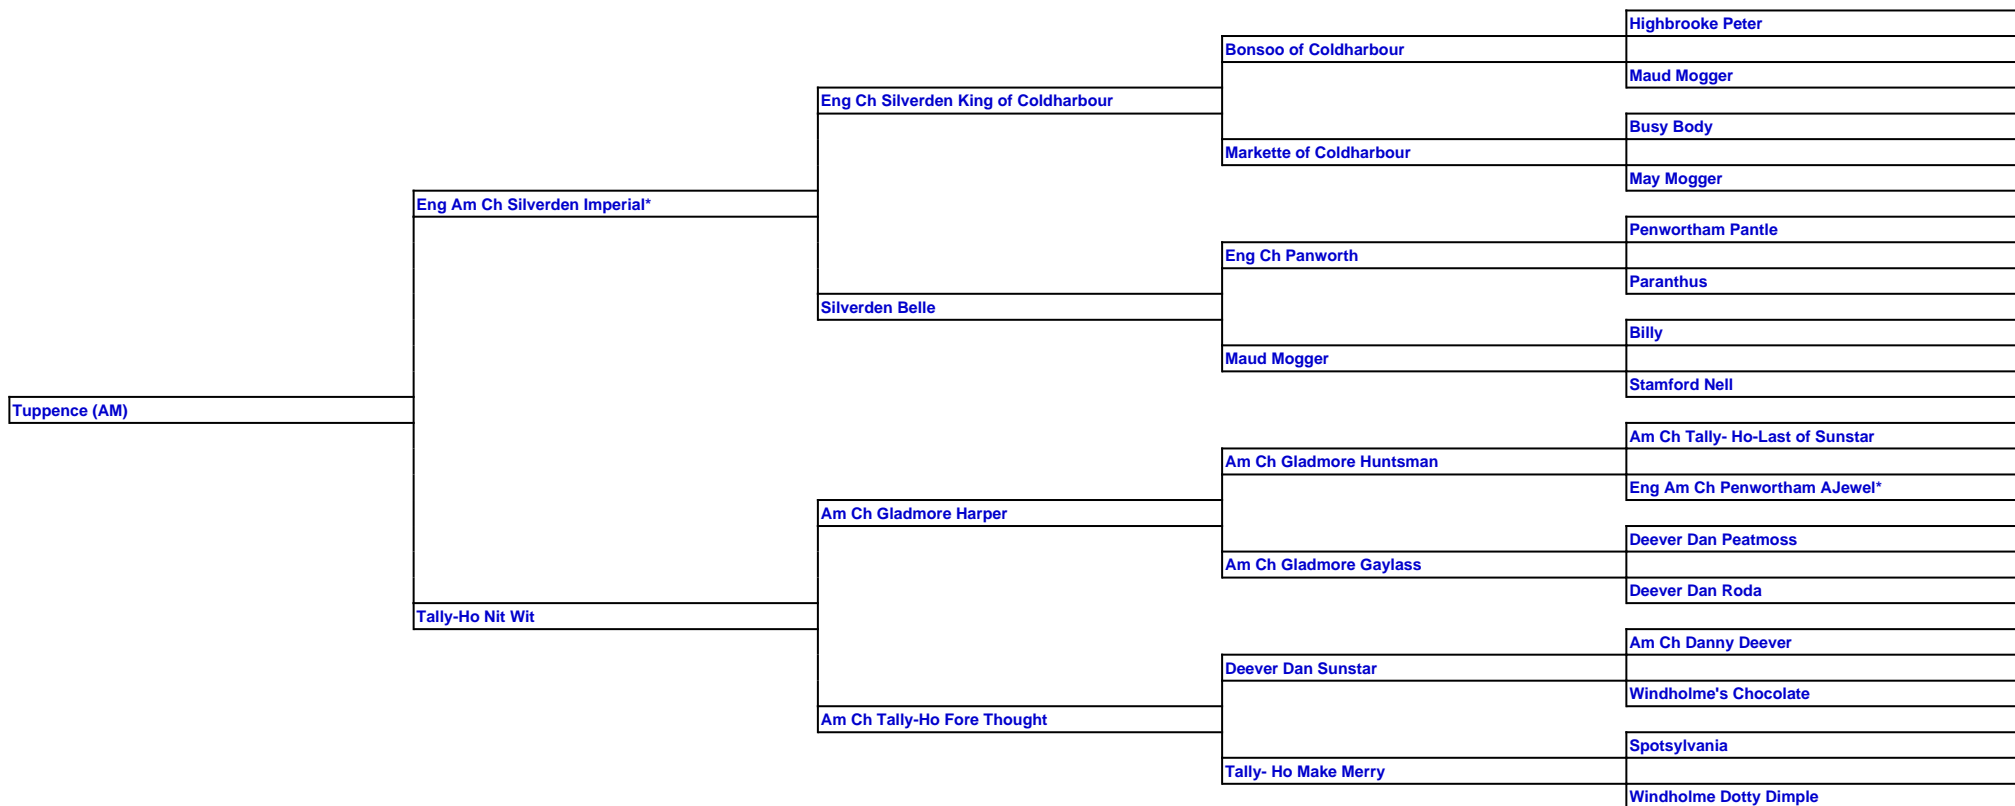 Highbrooke Peter
Bonsoo of Coldharbour
Maud Mogger
Eng Ch Silverden King of Coldharbour
Busy Body
Markette of Coldharbour
May Mogger
Eng Am Ch Silverden Imperial*
Penwortham Pantle
Eng Ch Panworth
Paranthus
Silverden Belle
Billy
Maud Mogger
Stamford Nell
Tuppence (AM)
Am Ch Tally- Ho-Last of Sunstar
Am Ch Gladmore Huntsman
Eng Am Ch Penwortham AJewel*
Am Ch Gladmore Harper
Deever Dan Peatmoss
Am Ch Gladmore Gaylass
Deever Dan Roda
Tally-Ho Nit Wit
Am Ch Danny Deever
Deever Dan Sunstar
Windholme's Chocolate
Am Ch Tally-Ho Fore Thought
Spotsylvania
Tally- Ho Make Merry
Windholme Dotty Dimple